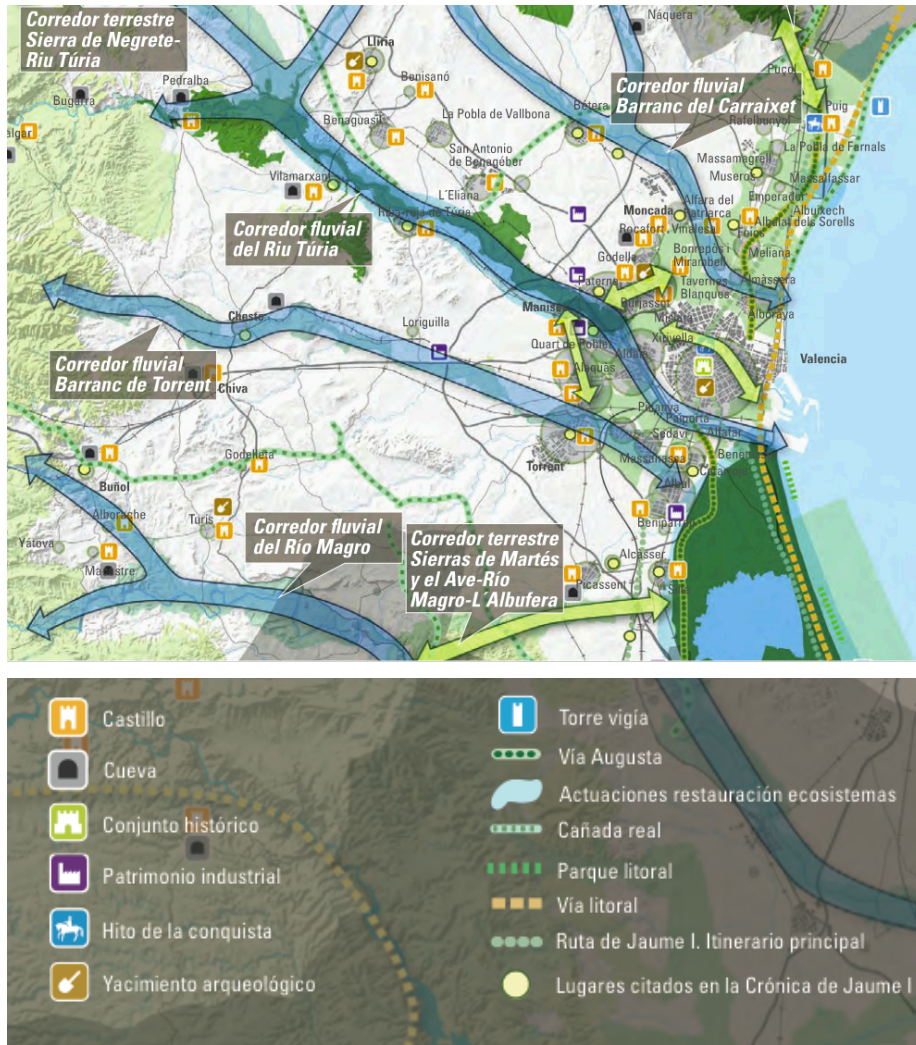 Corredor terrestre
Sierra de Negrete-
Riu Túria
Náquera
Llíria
Benisanó
Pedralba
Bugarra
Corredor fluvial
Barranc del Carraixet
Puçol
Puig
Rafelbunyol
La Pobla de Vallbona
Bétera
Benaguasil
La Pobla de Farnals
San Antonio
de Benagéber
Massamagrell
Museros
Massalfassar
Vilamarxant
L'Eliana
Emperador
Alfara del
Patriarca
Moncada
Albuixech
Albalat dels Sorells
Riba-roja de Túria
Rocafort
Vinalesa
Foios
Corredor fluvial
del Riu Túria
Bonrepòs i
Mirambell
Meliana
Godella
Tavernes
Blanques
Almàssera
Paterna
Burjassot
Manises
Mislata
Alboraya
Cheste
Loriguilla
Quart de Poblet
Xirivella
Aldaia
Valencia
Corredor fluvial
Barranc de Torrent
Alaquàs
Chiva
Paiporta
Sedaví
Alfafar
Godelleta
Torrent
Massanassa
Buñol
Albal
Alborache
Turís
Beniparrell
Corredor fluvial
del Río Magro
Corredor terrestre
Sierras de Martés
y el Ave-Río
Magro-L´Albufera
Yátova
Alcàsser
Picassent
Castillo
Cueva
Conjunto histórico
Patrimonio industrial
Hito de la conquista
Yacimiento arqueológico
Torre vigía
Vía Augusta
Actuaciones restauración ecosistemas
Cañada real
Parque litoral
Vía litoral
Ruta de Jaume I. Itinerario principal
Lugares citados en la Crónica de Jaume I